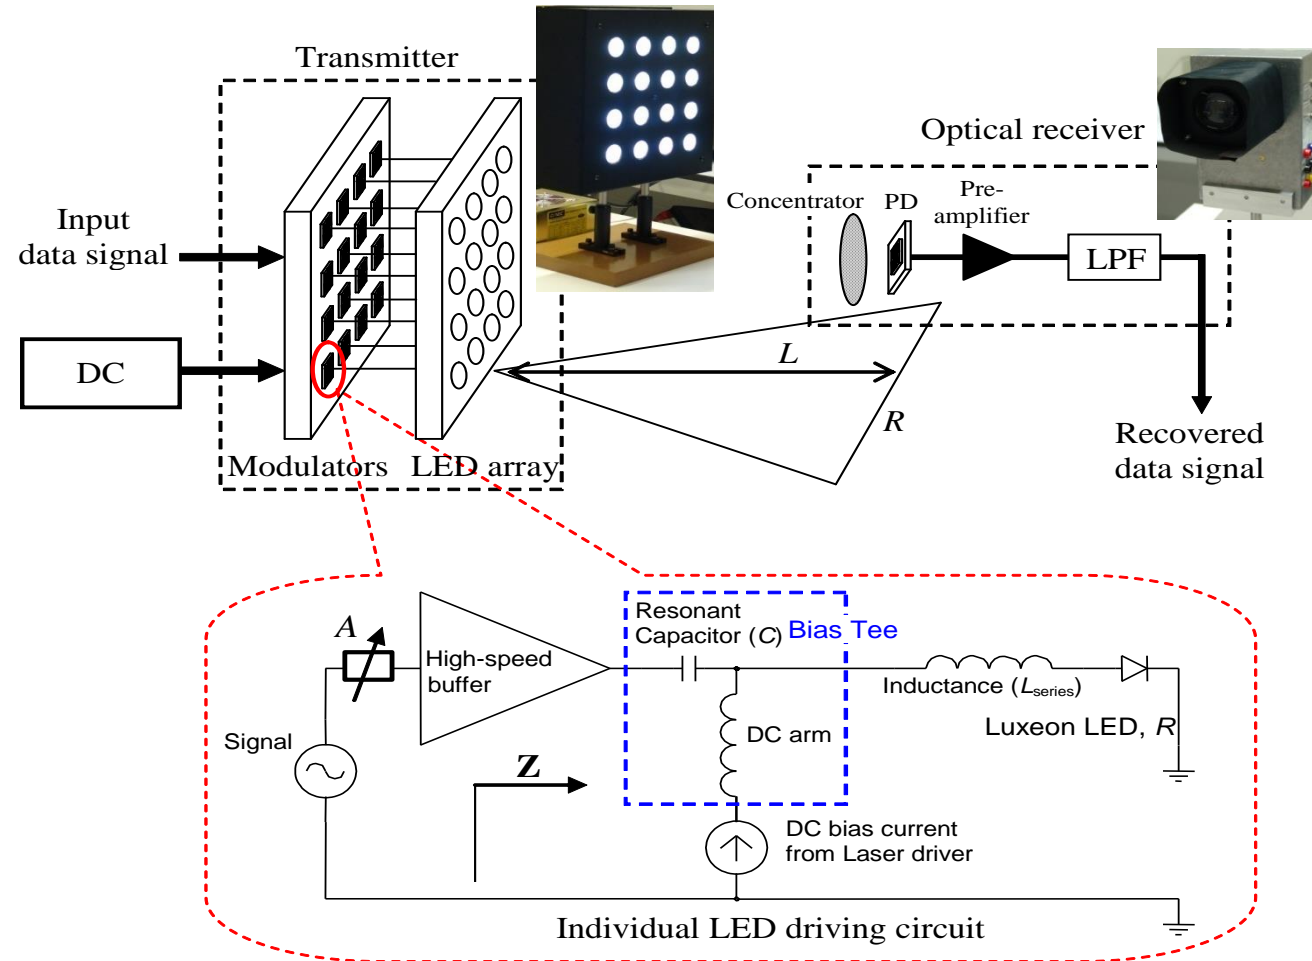 Transmitter
Optical receiver
Concentrator
PD
Pre-
amplifier
Input
data signal
LPF
DC
L
R
Recovered
data signal
Modulators
LED array
Resonant
Capacitor (C)
Bias Tee
A
High-speed
buffer
Inductance (Lseries)
Luxeon LED, R
Signal
DC arm
Z
DC bias current
from Laser driver
Individual LED driving circuit